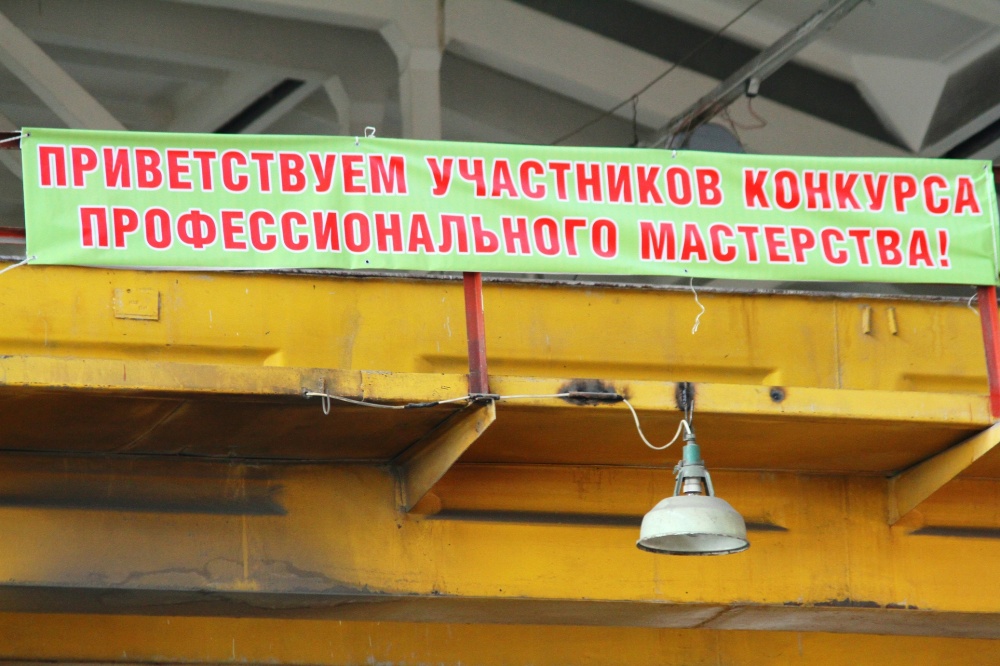 ПРИВЕТСТВУЕМ УЧАСТНИКОВ КОНКУРСА
ПРОФЕССИОНАЛЬНОГО МАСТЕРСТВА!